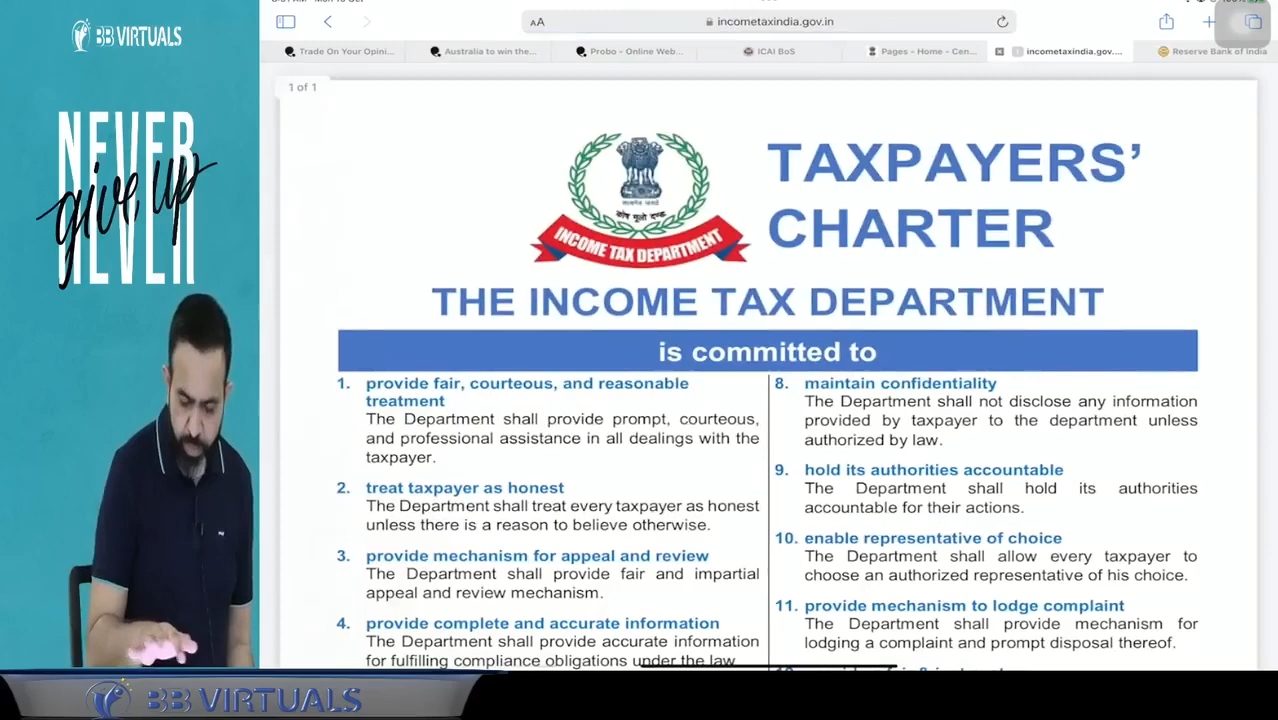 BB VIRTUALS
NEVER
give up
NEVER
AA
incometaxindia.gov.in
Trade On Your Opini...
Australia to win the...
Probo - Online Web...
ICAI BoS
Pages - Home - Cen...
incometaxindia.gov....
Reserve Bank of India
1 of 1
सत्यमेव जयते
कोष मूलो दण्डः
INCOME TAX DEPARTMENT
TAXPAYERS’
CHARTER
THE INCOME TAX DEPARTMENT
is committed to
1. provide fair, courteous, and reasonable
treatment
The Department shall provide prompt, courteous,
and professional assistance in all dealings with the
taxpayer.
2. treat taxpayer as honest
The Department shall treat every taxpayer as honest
unless there is a reason to believe otherwise.
3. provide mechanism for appeal and review
The Department shall provide fair and impartial
appeal and review mechanism.
4. provide complete and accurate information
The Department shall provide accurate information
for fulfilling compliance obligations under the law
8. maintain confidentiality
The Department shall not disclose any information
provided by taxpayer to the department unless
authorized by law.
9. hold its authorities accountable
The Department shall hold its authorities
accountable for their actions.
10. enable representative of choice
The Department shall allow every taxpayer to
choose an authorized representative of his choice.
11. provide mechanism to lodge complaint
The Department shall provide mechanism for
lodging a complaint and prompt disposal thereof.
BB VIRTUALS